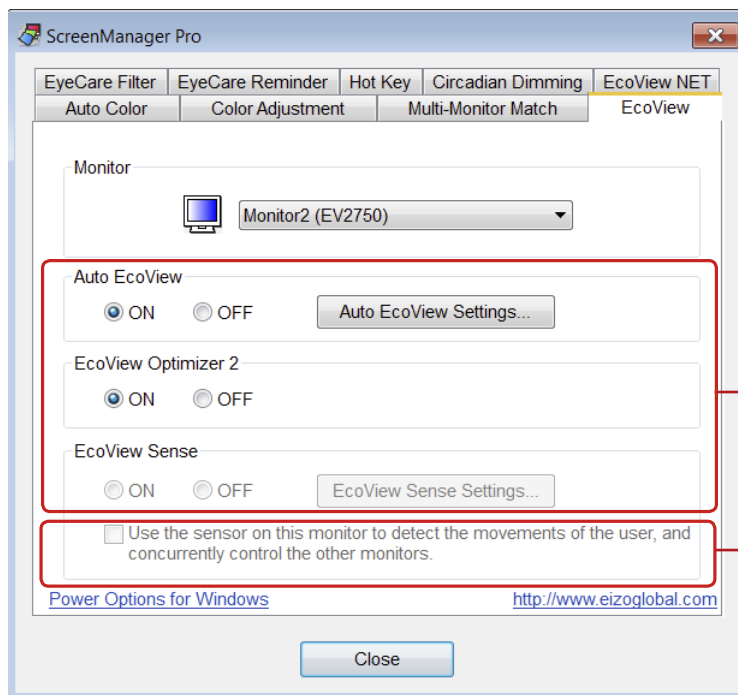 ScreenManager Pro
EyeCare Filter EyeCare Reminder Hot Key Circadian Dimming EcoView NET
Auto Color Color Adjustment Multi-Monitor Match EcoView
Monitor
Monitor2 (EV2750)
Auto EcoView
ON OFF Auto EcoView Settings...
EcoView Optimizer 2
ON OFF
EcoView Sense
ON OFF EcoView Sense Settings...
Use the sensor on this monitor to detect the movements of the user, and
concurrently control the other monitors.
Power Options for Windows http://www.eizoglobal.com
Close